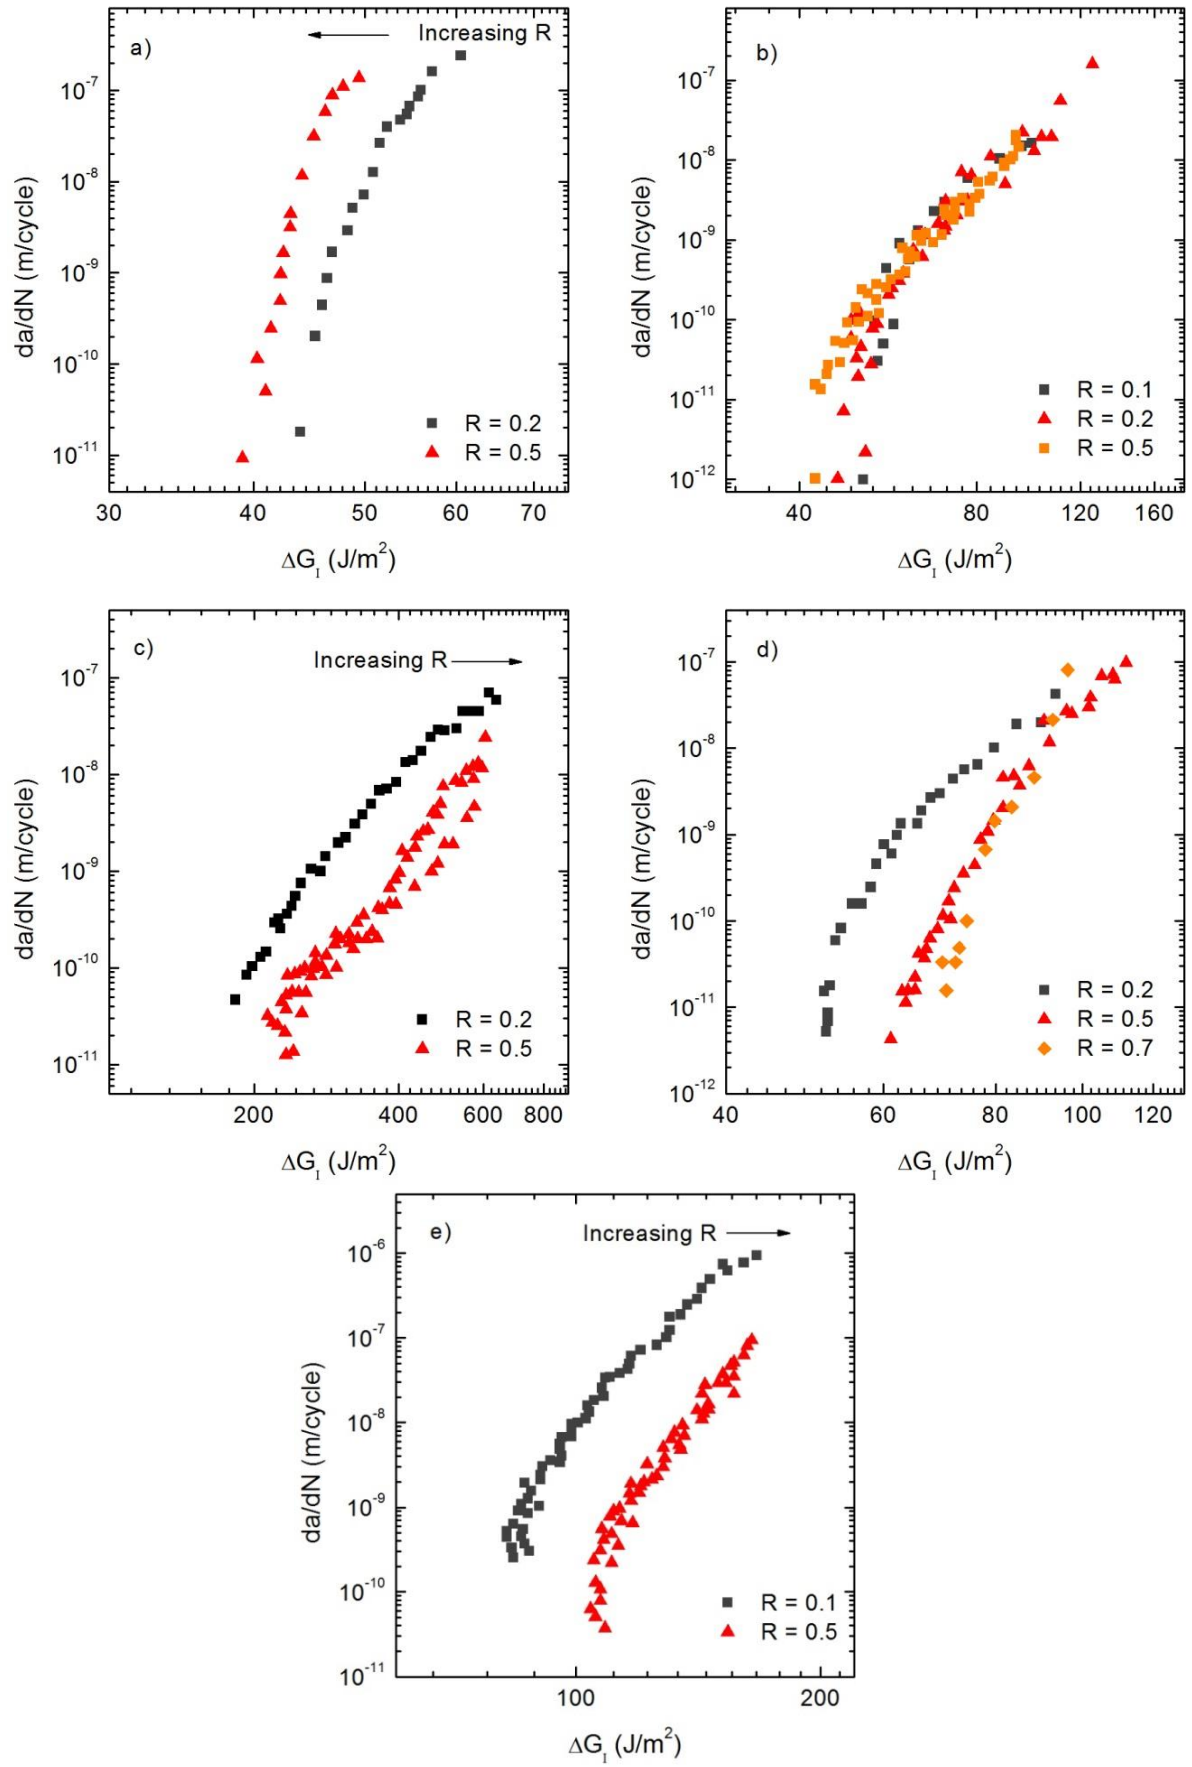 a)
Increasing R
10⁻⁷
10⁻⁸
10⁻⁹
10⁻¹⁰
10⁻¹¹
da/dN (m/cycle)
R = 0.2
R = 0.5
30 40 50 60 70
ΔG_I (J/m²)
b)
10⁻⁷
10⁻⁸
10⁻⁹
10⁻¹⁰
10⁻¹¹
10⁻¹²
da/dN (m/cycle)
R = 0.1
R = 0.2
R = 0.5
40 80 120 160
ΔG_I (J/m²)
c)
Increasing R
10⁻⁷
10⁻⁸
10⁻⁹
10⁻¹⁰
10⁻¹¹
da/dN (m/cycle)
R = 0.2
R = 0.5
200 400 600 800
ΔG_I (J/m²)
d)
10⁻⁷
10⁻⁸
10⁻⁹
10⁻¹⁰
10⁻¹¹
10⁻¹²
da/dN (m/cycle)
R = 0.2
R = 0.5
R = 0.7
40 60 80 100 120
ΔG_I (J/m²)
e)
Increasing R
10⁻⁶
10⁻⁷
10⁻⁸
10⁻⁹
10⁻¹⁰
10⁻¹¹
da/dN (m/cycle)
R = 0.1
R = 0.5
100 200
ΔG_I (J/m²)